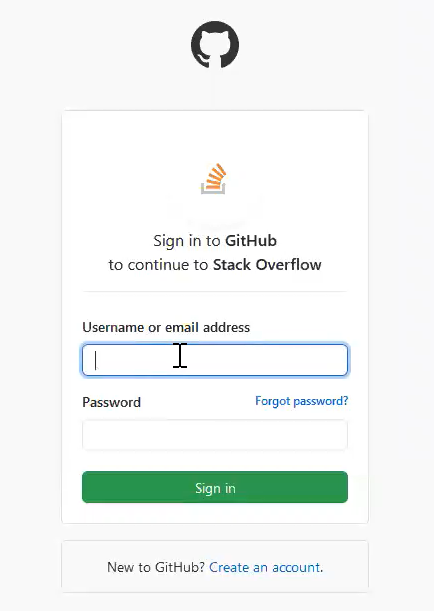 Sign in to GitHub
to continue to Stack Overflow
Username or email address
Password Forgot password?
Sign in
New to GitHub? Create an account.